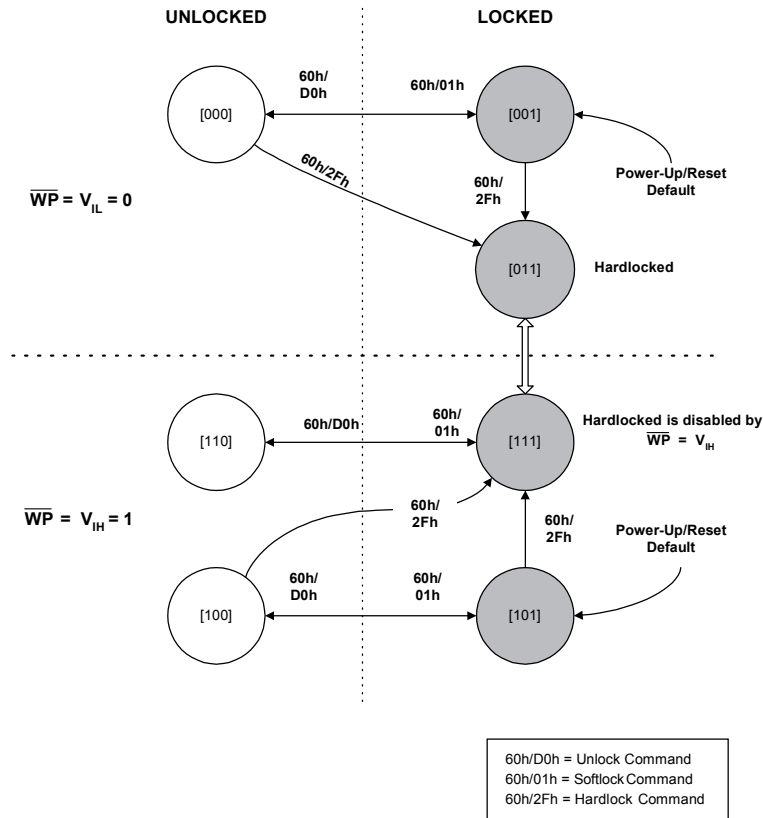 UNLOCKED
LOCKED
60h/
D0h
60h/01h
[000]
[001]
60h/2Fh
60h/
2Fh
Power-Up/Reset
Default
W̅P̅ = VIL = 0
[011]
Hardlocked
60h/D0h
60h/
01h
[110]
[111]
Hardlocked is disabled by
W̅P̅ = VIH
W̅P̅ = VIH = 1
60h/
2Fh
60h/
2Fh
Power-Up/Reset
Default
60h/
D0h
60h/
01h
[100]
[101]
60h/D0h = Unlock Command
60h/01h = Softlock Command
60h/2Fh = Hardlock Command